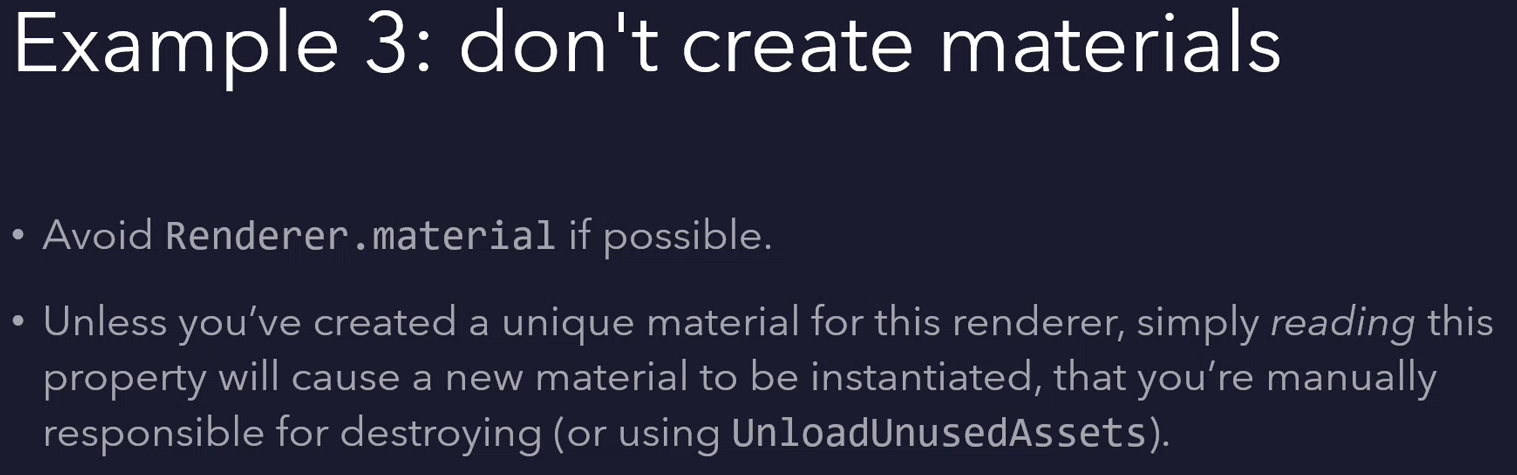 Example 3: don't create materials
• Avoid Renderer.material if possible.
• Unless you’ve created a unique material for this renderer, simply reading this
property will cause a new material to be instantiated, that you’re manually
responsible for destroying (or using UnloadUnusedAssets).